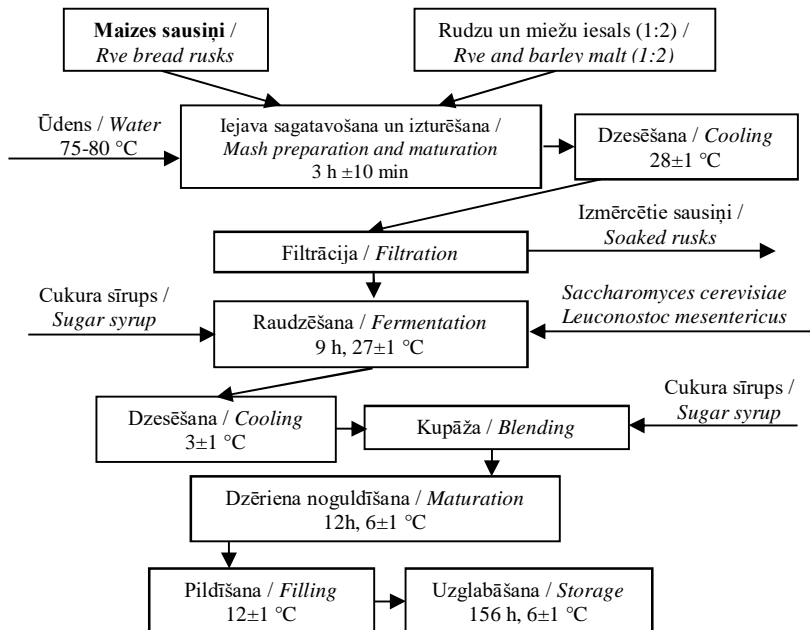 Maizes sausiņi /
Rye bread rusks
Rudzu un miežu iesals (1:2) /
Rye and barley malt (1:2)
Ūdens / Water
75-80 °C
Iejava sagatavošana un izturēšana /
Mash preparation and maturation
3 h ±10 min
Dzesēšana / Cooling
28±1 °C
Filtrācija / Filtration
Izmērcētie sausiņi /
Soaked rusks
Cukura sīrups /
Sugar syrup
Raudzēšana / Fermentation
9 h, 27±1 °C
Saccharomyces cerevisiae
Leuconostoc mesentericus
Dzesēšana / Cooling
3±1 °C
Kupāža / Blending
Cukura sīrups /
Sugar syrup
Dzēriena noguldīšana / Maturation
12h, 6±1 °C
Pildīšana / Filling
12±1 °C
Uzglabāšana / Storage
156 h, 6±1 °C